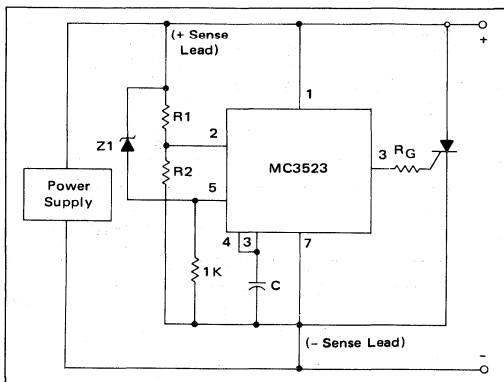 (+ Sense
Lead)
+
1
R1
2
Z1
MC3523
3
RG
R2
Power
Supply
5
4
3
7
1K
C
(- Sense Lead)
-